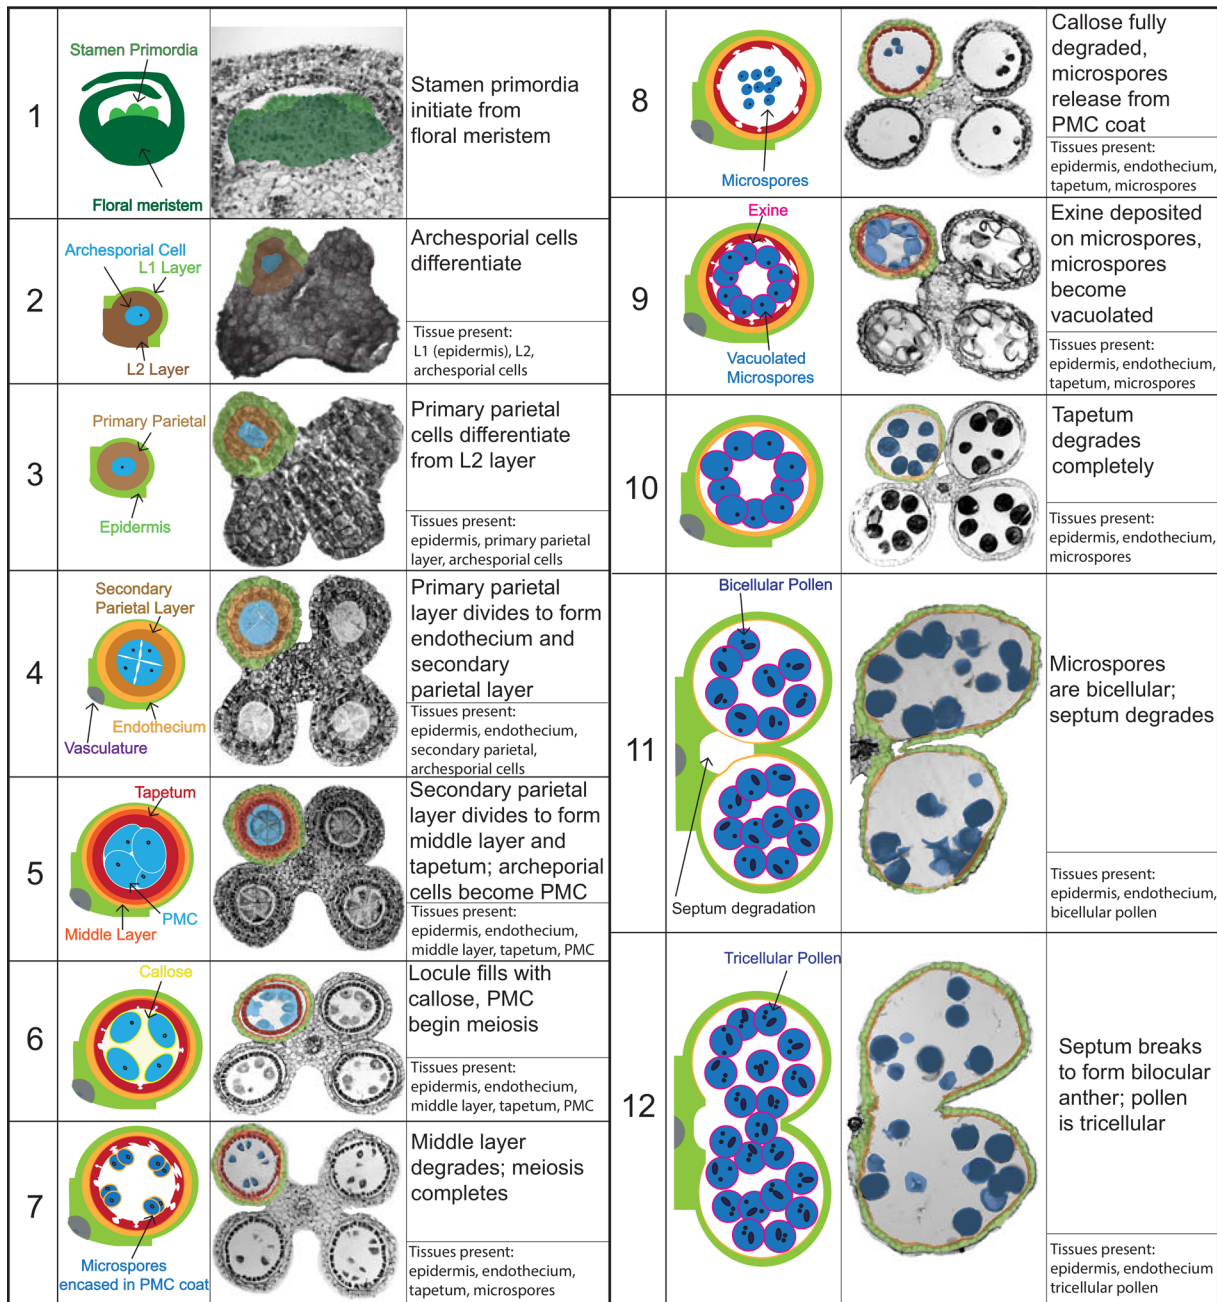 1
Stamen Primordia
Floral meristem
Stamen primordia
initiate from
floral meristem
2
Archesporial Cell
L1 Layer
L2 Layer
Archesporial cells
differentiate
Tissue present:
L1 (epidermis), L2,
archesporial cells
3
Primary Parietal
Epidermis
Primary parietal
cells differentiate
from L2 layer
Tissues present:
epidermis, primary parietal
layer, archesporial cells
4
Secondary
Parietal Layer
Endothecium
Vasculature
Primary parietal
layer divides to form
endothecium and
secondary
parietal layer
Tissues present:
epidermis, endothecium,
secondary parietal,
archesporial cells
5
Tapetum
PMC
Middle Layer
Secondary parietal
layer divides to form
middle layer and
tapetum; archeporial
cells become PMC
Tissues present:
epidermis, endothecium,
middle layer, tapetum, PMC
6
Callose
Locule fills with
callose, PMC
begin meiosis
Tissues present:
epidermis, endothecium,
middle layer, tapetum, PMC
7
Microspores
encased in PMC coat
Middle layer
degrades; meiosis
completes
Tissues present:
epidermis, endothecium,
tapetum, microspores
8
Microspores
Callose fully
degraded,
microspores
release from
PMC coat
Tissues present:
epidermis, endothecium,
tapetum, microspores
9
Exine
Vacuolated
Microspores
Exine deposited
on microspores,
microspores
become
vacuolated
Tissues present:
epidermis, endothecium,
tapetum, microspores
10
Tapetum
degrades
completely
Tissues present:
epidermis, endothecium,
microspores
11
Bicellular Pollen
Septum degradation
Microspores
are bicellular;
septum degrades
Tissues present:
epidermis, endothecium,
bicellular pollen
12
Tricellular Pollen
Septum breaks
to form bilocular
anther; pollen
is tricellular
Tissues present:
epidermis, endothecium
tricellular pollen